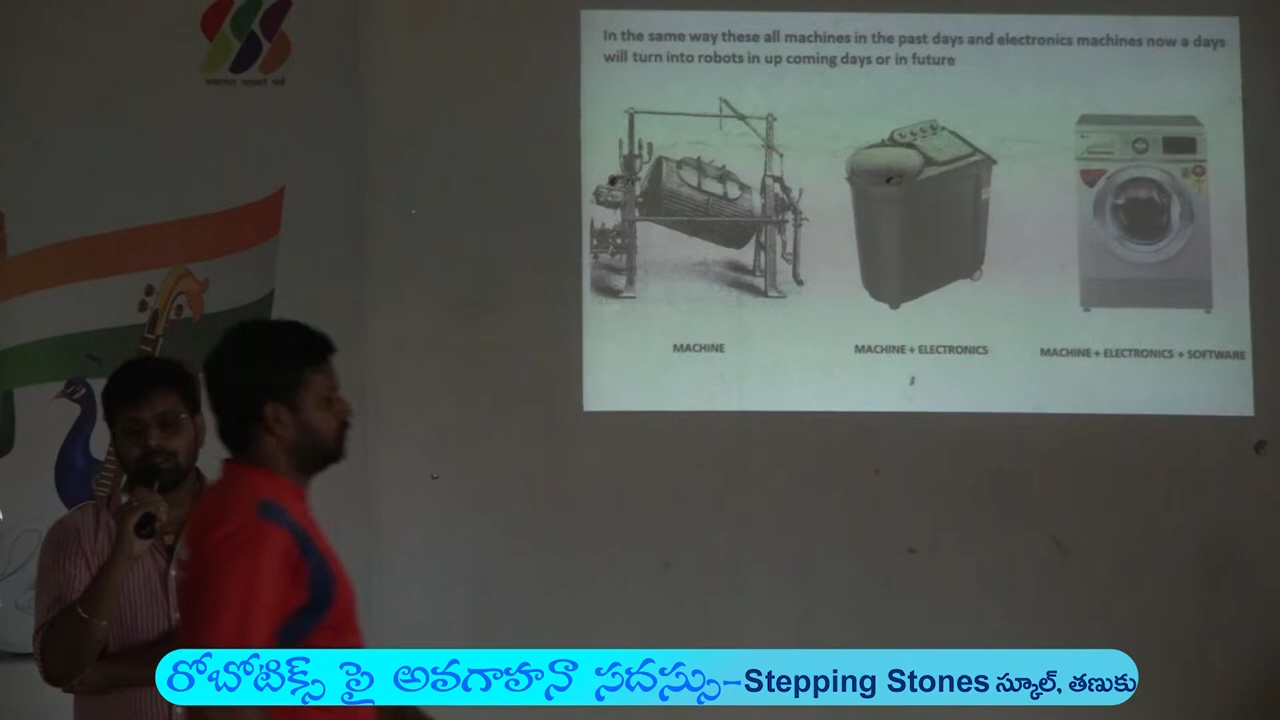 In the same way these all machines in the past days and electronics machines now a days
will turn into robots in up coming days or in future
MACHINE
MACHINE + ELECTRONICS
MACHINE + ELECTRONICS + SOFTWARE
రోబోటిక్స్ పై అవగాహనా సదస్సు-Stepping Stones స్కూల్, తణుకు